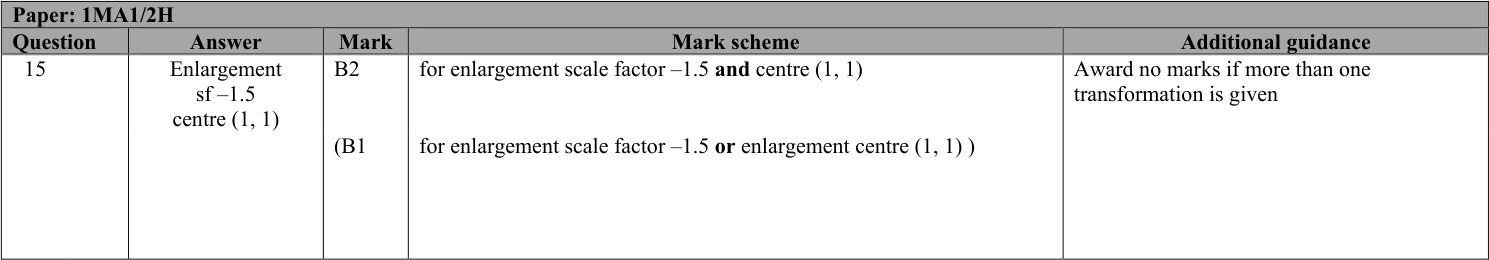 Paper: 1MA1/2H
Question Answer Mark Mark scheme Additional guidance
15 Enlargement B2 for enlargement scale factor –1.5 and centre (1, 1) Award no marks if more than one
sf –1.5 transformation is given
centre (1, 1)
(B1 for enlargement scale factor –1.5 or enlargement centre (1, 1) )